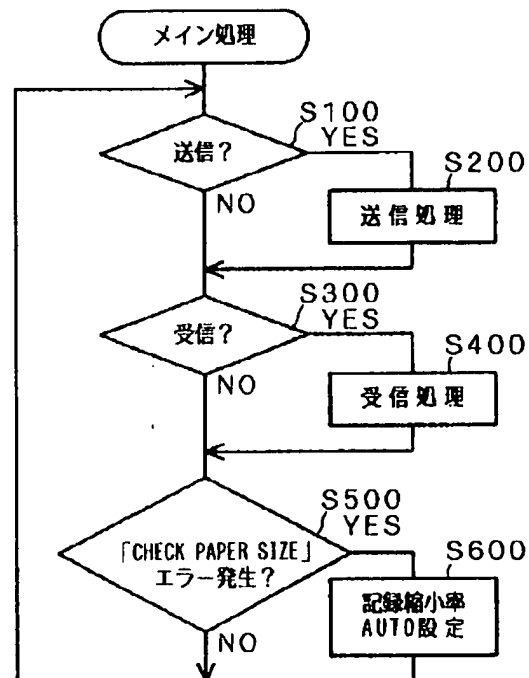 メイン処理
S100
YES
送信?
S200
送信処理
NO
S300
YES
受信?
S400
受信処理
NO
S500
YES
「CHECK PAPER SIZE」
エラー発生?
S600
記録縮小率
AUTO設定
NO